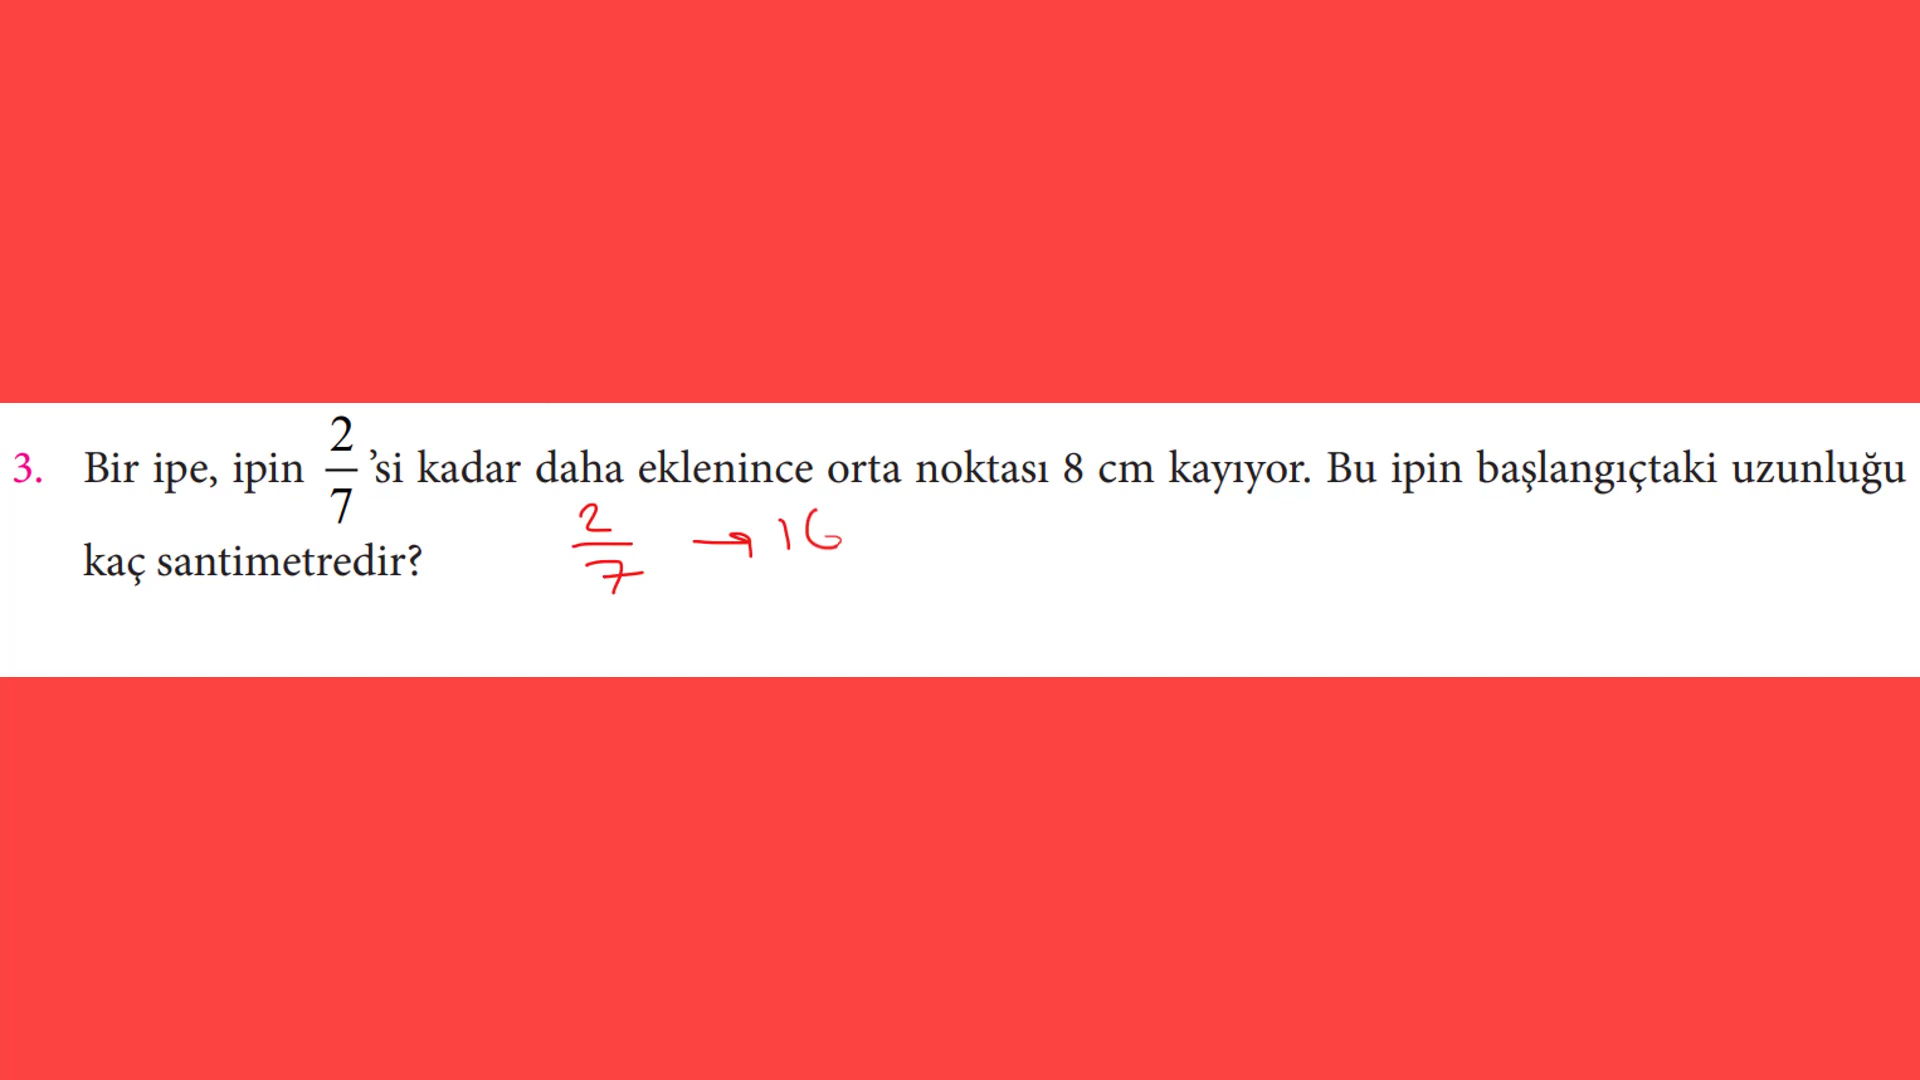 3. Bir ipe, ipin 2/7 ’si kadar daha eklenince orta noktası 8 cm kayıyor. Bu ipin başlangıçtaki uzunluğu
kaç santimetredir?
2/7 → 16